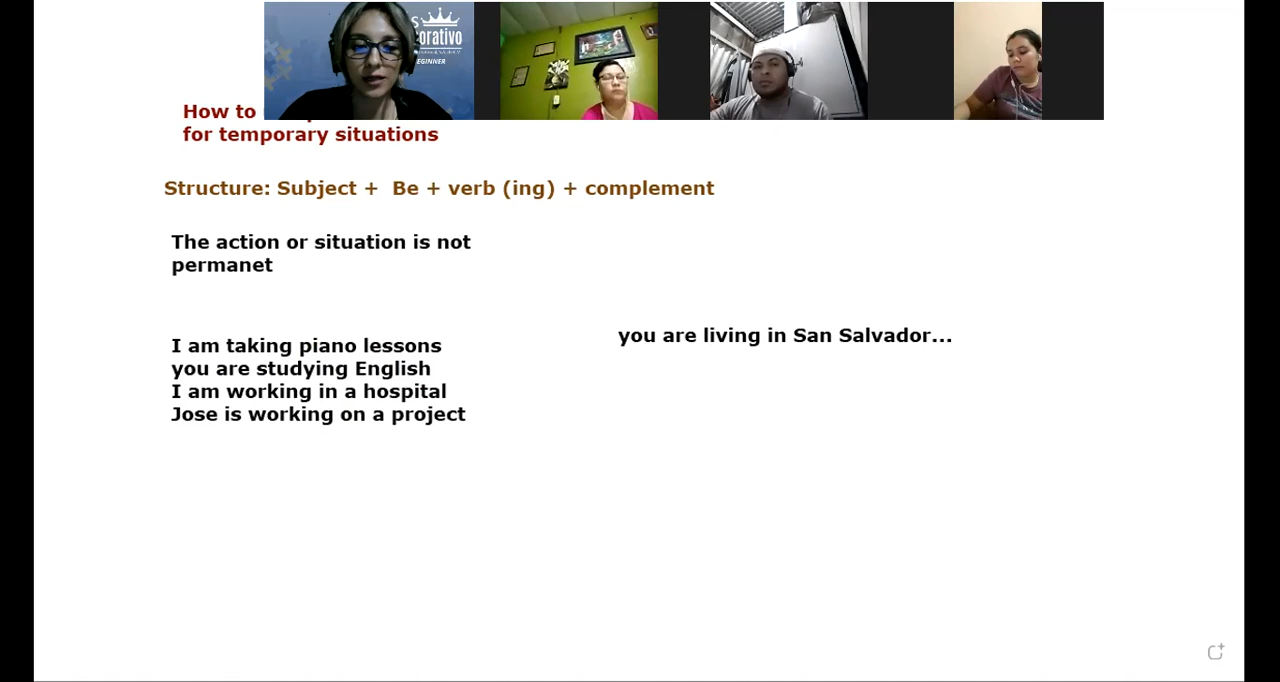 S
orativo
EGINNER
How to
for temporary situations
Structure: Subject + Be + verb (ing) + complement
The action or situation is not
permanet
you are living in San Salvador...
I am taking piano lessons
you are studying English
I am working in a hospital
Jose is working on a project